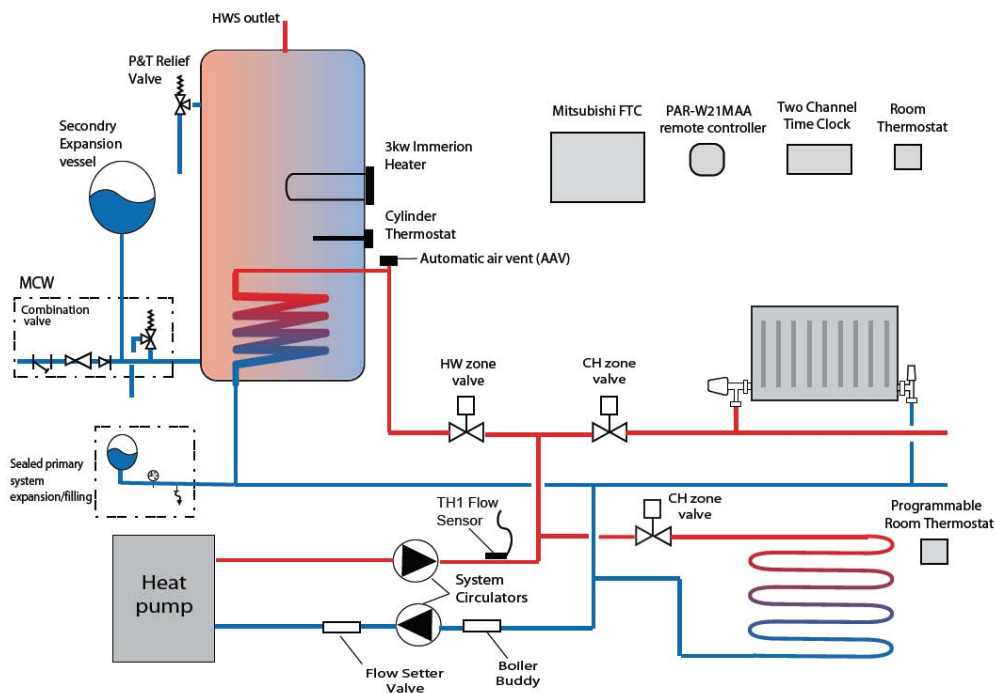 HWS outlet
P&T Relief
Valve
Secondry
Expansion
vessel
3kw Immerion
Heater
Cylinder
Thermostat
Automatic air vent (AAV)
Mitsubishi FTC
PAR-W21MAA
remote controller
Two Channel
Time Clock
Room
Thermostat
MCW
Combination
valve
HW zone
valve
CH zone
valve
Sealed primary
system
expansion/filling
TH1 Flow
Sensor
CH zone
valve
Programmable
Room Thermostat
Heat
pump
System
Circulators
Flow Setter
Valve
Boiler
Buddy